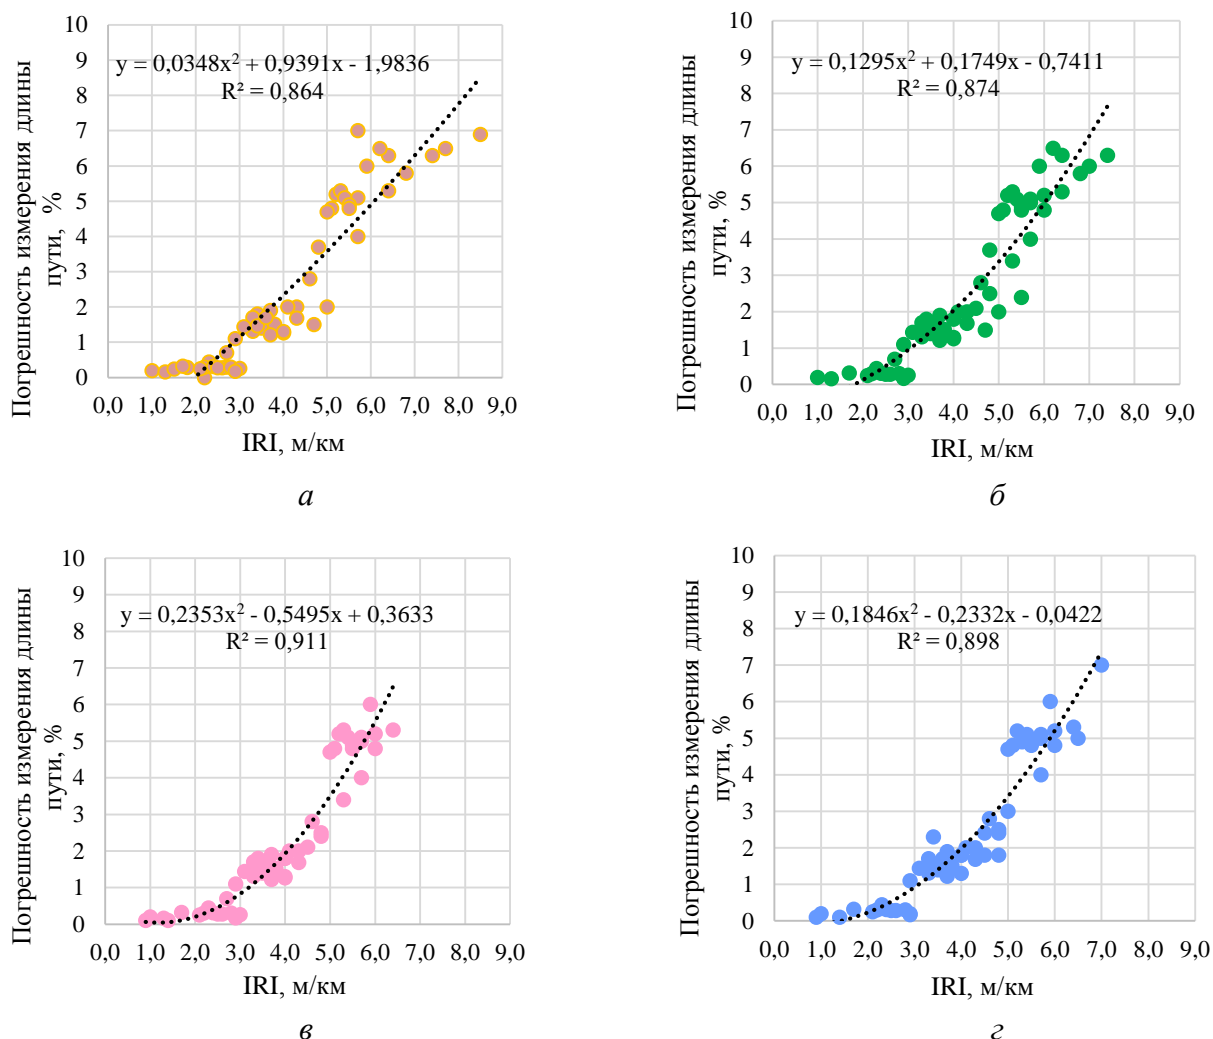 10
9
8
7
6
5
4
3
2
1
0
y = 0,0348x² + 0,9391x - 1,9836
R² = 0,864
Погрешность измерения длины
пути, %
0,0 1,0 2,0 3,0 4,0 5,0 6,0 7,0 8,0 9,0
IRI, м/км
а
10
9
8
7
6
5
4
3
2
1
0
y = 0,1295x² + 0,1749x - 0,7411
R² = 0,874
Погрешность измерения длины
пути, %
0,0 1,0 2,0 3,0 4,0 5,0 6,0 7,0 8,0 9,0
IRI, м/км
б
10
9
8
7
6
5
4
3
2
1
0
y = 0,2353x² - 0,5495x + 0,3633
R² = 0,911
Погрешность измерения длины
пути, %
0,0 1,0 2,0 3,0 4,0 5,0 6,0 7,0 8,0 9,0
IRI, м/км
в
10
9
8
7
6
5
4
3
2
1
0
y = 0,1846x² - 0,2332x - 0,0422
R² = 0,898
Погрешность измерения длины
пути, %
0,0 1,0 2,0 3,0 4,0 5,0 6,0 7,0 8,0 9,0
IRI, м/км
г